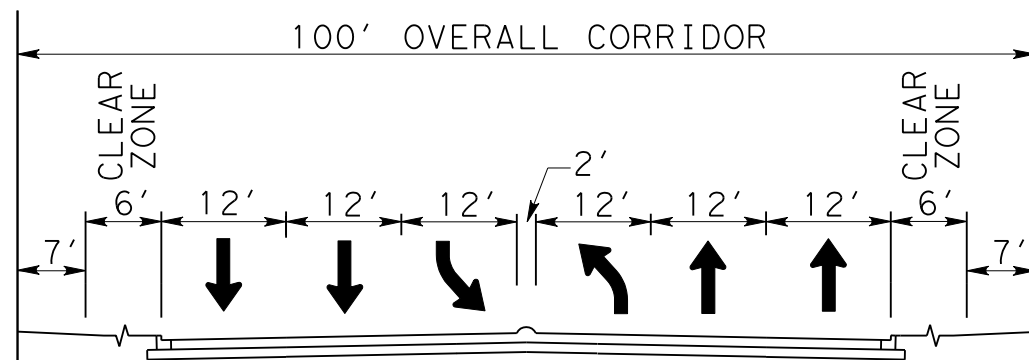 100' OVERALL CORRIDOR
CLEAR
ZONE
CLEAR
ZONE
2'
6'
12'
12'
12'
12'
12'
12'
6'
7'
7'